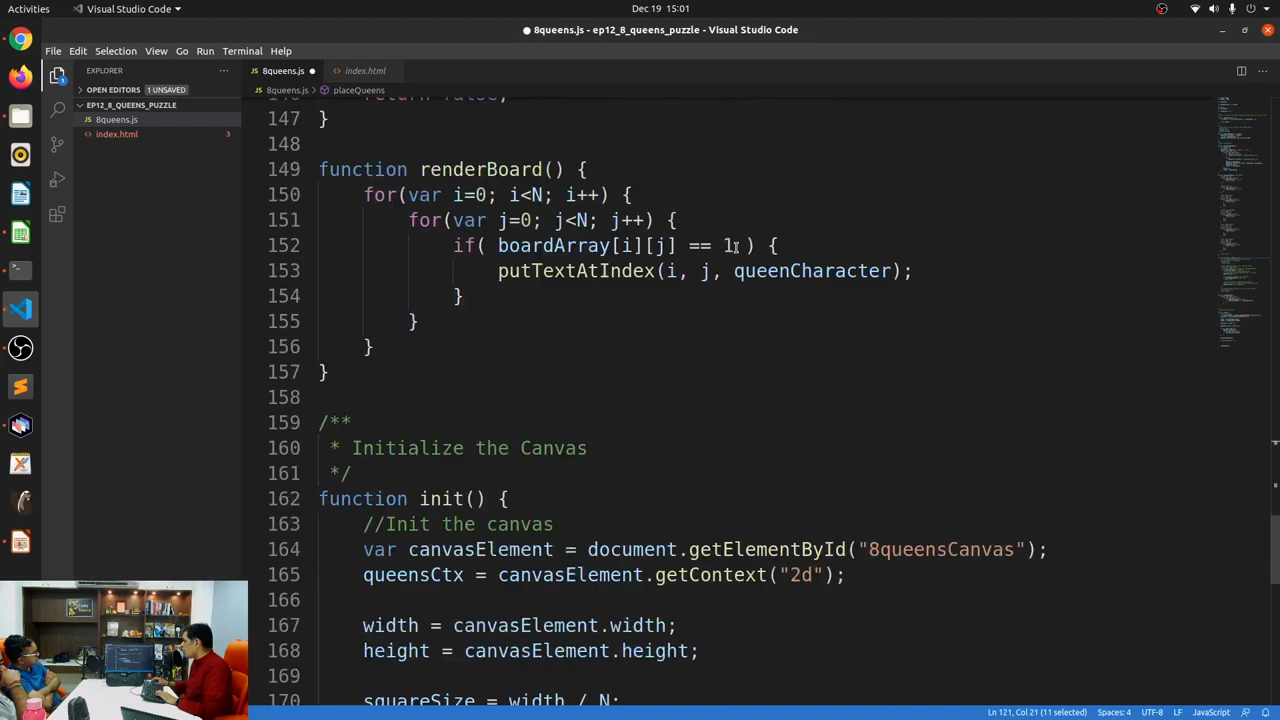 Activities
Visual Studio Code
Dec 19 15:01
8queens.js - ep12_8_queens_puzzle - Visual Studio Code
File Edit Selection View Go Run Terminal Help
EXPLORER
8queens.js
index.html
OPEN EDITORS 1 UNSAVED
8queens.js > placeQueens
EP12_8_QUEENS_PUZZLE
8queens.js
index.html 3
146 return false;
147 }
148
149 function renderBoard() {
150 for(var i=0; i<N; i++) {
151 for(var j=0; j<N; j++) {
152 if( boardArray[i][j] == 1 ) {
153 putTextAtIndex(i, j, queenCharacter);
154 }
155 }
156 }
157 }
158
159 /**
160 * Initialize the Canvas
161 */
162 function init() {
163 //Init the canvas
164 var canvasElement = document.getElementById("8queensCanvas");
165 queensCtx = canvasElement.getContext("2d");
166
167 width = canvasElement.width;
168 height = canvasElement.height;
169
170 squareSize = width / N;
Ln 121, Col 21 (11 selected) Spaces: 4 UTF-8 LF JavaScript